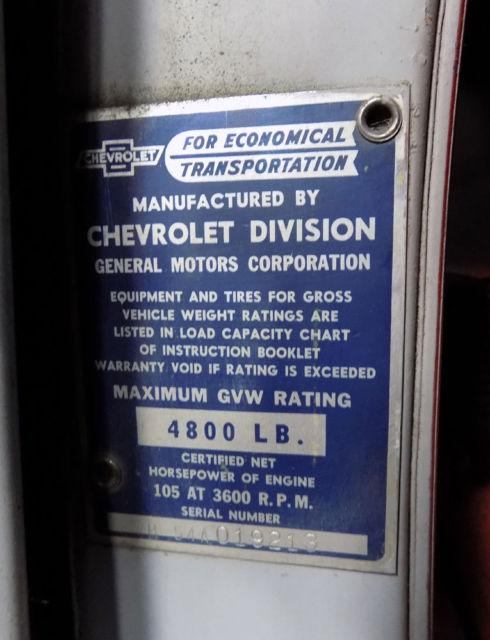 CHEVROLET
FOR ECONOMICAL
TRANSPORTATION
MANUFACTURED BY
CHEVROLET DIVISION
GENERAL MOTORS CORPORATION
EQUIPMENT AND TIRES FOR GROSS
VEHICLE WEIGHT RATINGS ARE
LISTED IN LOAD CAPACITY CHART
OF INSTRUCTION BOOKLET
WARRANTY VOID IF RATING IS EXCEEDED
MAXIMUM GVW RATING
4800 LB.
CERTIFIED NET
HORSEPOWER OF ENGINE
105 AT 3600 R.P.M.
SERIAL NUMBER
H 54A019213